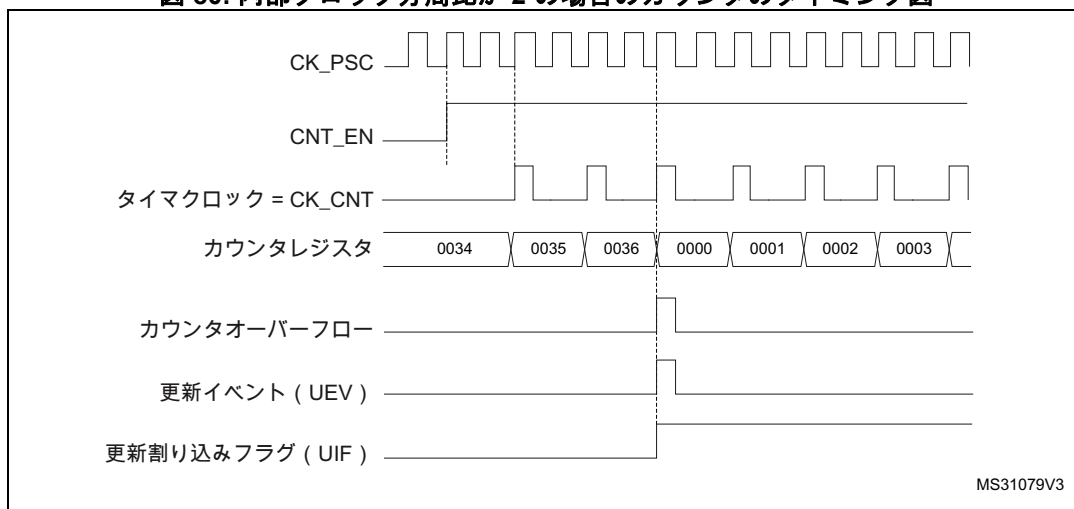 図 80. 内部クロック分周比が 2 の場合のカウンタのタイミング図
CK_PSC
CNT_EN
タイマクロック = CK_CNT
カウンタレジスタ 0034 0035 0036 0000 0001 0002 0003
カウンタオーバーフロー
更新イベント ( UEV )
更新割り込みフラグ ( UIF )
MS31079V3